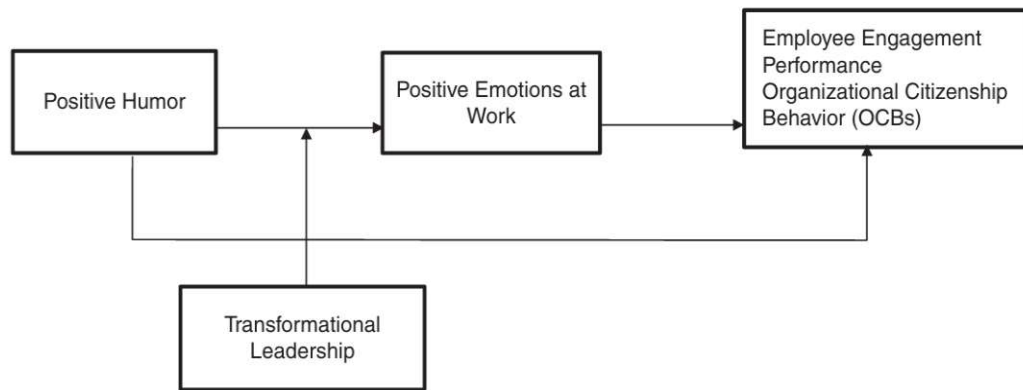 Positive Humor
Positive Emotions at
Work
Employee Engagement
Performance
Organizational Citizenship
Behavior (OCBs)
Transformational
Leadership